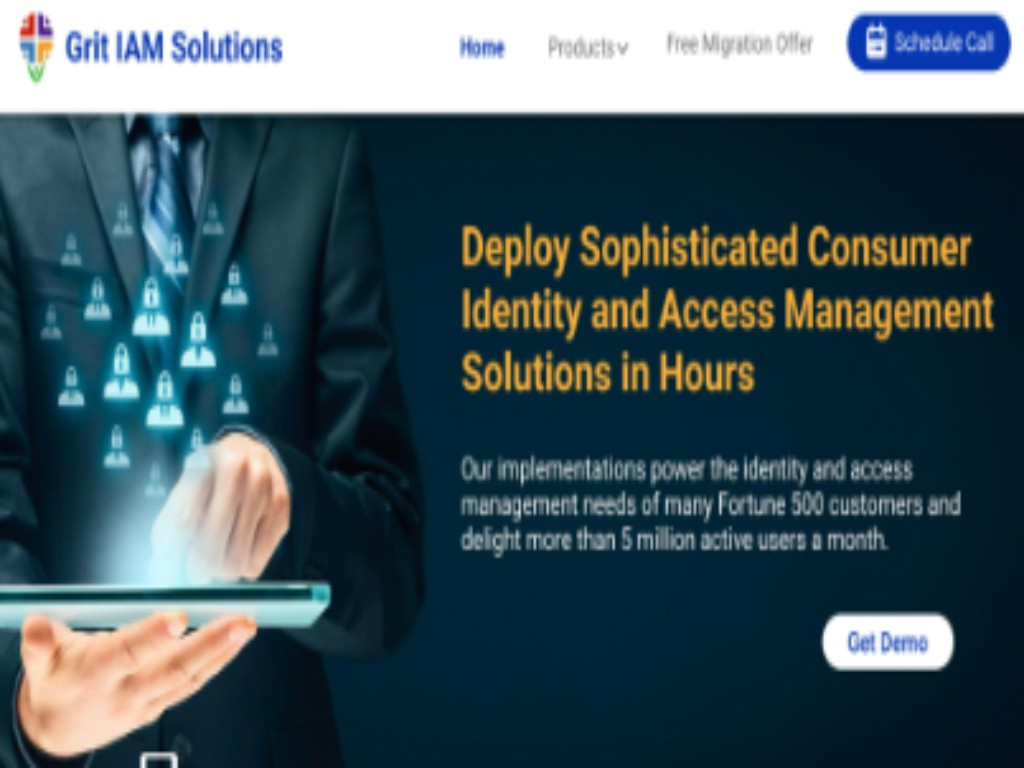 Grit IAM Solutions
Home
Products
Free Migration Offer
Schedule Call
Deploy Sophisticated Consumer
Identity and Access Management
Solutions in Hours
Our implementations power the identity and access
management needs of many Fortune 500 customers and
delight more than 5 million active users a month.
Get Demo